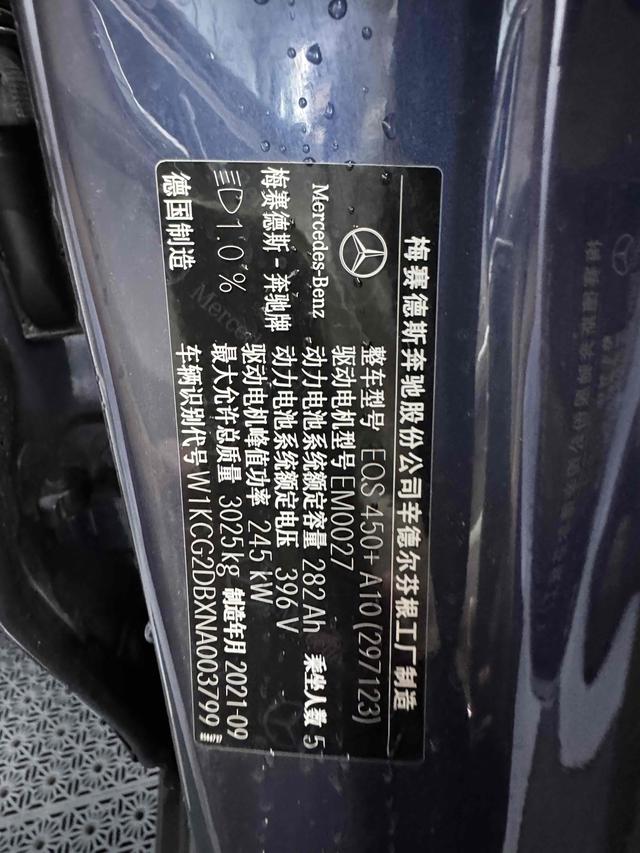 梅赛德斯奔驰股份公司辛德尔芬根工厂制造
Mercedes-Benz
梅赛德斯-奔驰牌
1.0%
德国制造
整车型号 EQS 450+ A10 (297123)
驱动电机型号 EM0027
动力电池系统额定容量 282 Ah 乘坐人数 5
动力电池系统额定电压 396 V
驱动电机峰值功率 245 kW
最大允许总质量 3025 kg 制造年月 2021-09
车辆识别代号 W1KCG2DBXNA003799